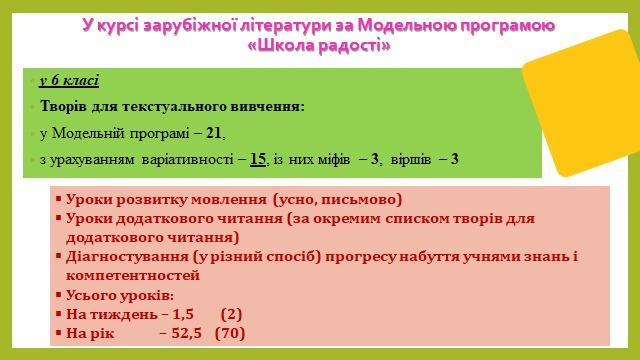 У курсі зарубіжної літератури за Модельною програмою
«Школа радості»
у 6 класі
Творів для текстуального вивчення:
у Модельній програмі – 21,
з урахуванням варіативності – 15, із них міфів – 3, віршів – 3
Уроки розвитку мовлення (усно, письмово)
Уроки додаткового читання (за окремим списком творів для
додаткового читання)
Діагностування (у різний спосіб) прогресу набуття учнями знань і
компетентностей
Усього уроків:
На тиждень – 1,5 (2)
На рік – 52,5 (70)